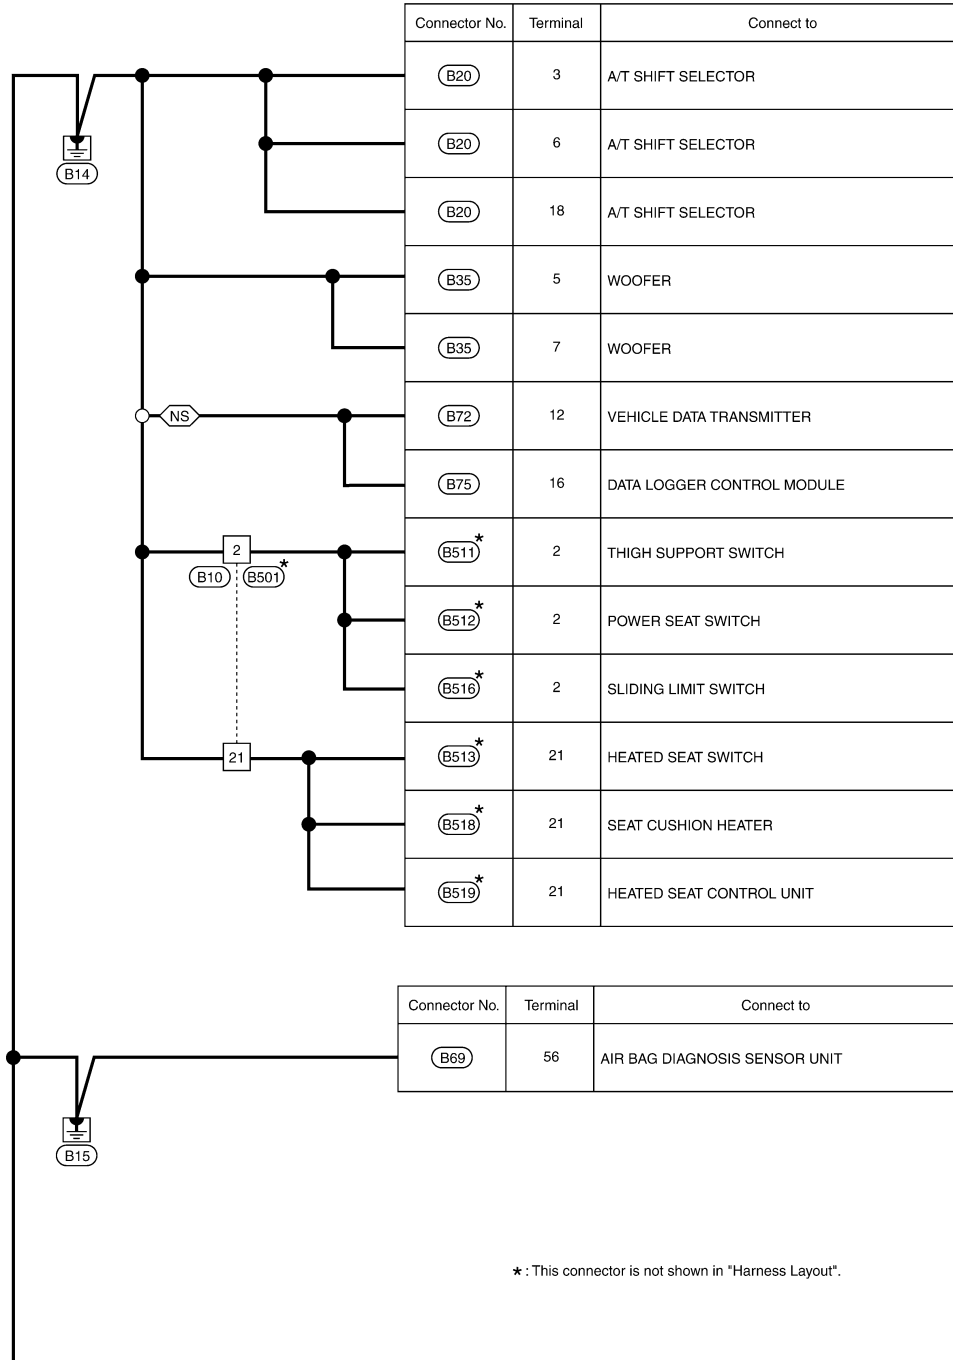 Connector No. Terminal Connect to
B20 3 A/T SHIFT SELECTOR
B14
B20 6 A/T SHIFT SELECTOR
B20 18 A/T SHIFT SELECTOR
B35 5 WOOFER
B35 7 WOOFER
NS B72 12 VEHICLE DATA TRANSMITTER
B75 16 DATA LOGGER CONTROL MODULE
2 B511* 2 THIGH SUPPORT SWITCH
B10 B501*
B512* 2 POWER SEAT SWITCH
B516* 2 SLIDING LIMIT SWITCH
21 B513* 21 HEATED SEAT SWITCH
B518* 21 SEAT CUSHION HEATER
B519* 21 HEATED SEAT CONTROL UNIT
Connector No. Terminal Connect to
B69 56 AIR BAG DIAGNOSIS SENSOR UNIT
B15
* : This connector is not shown in "Harness Layout".